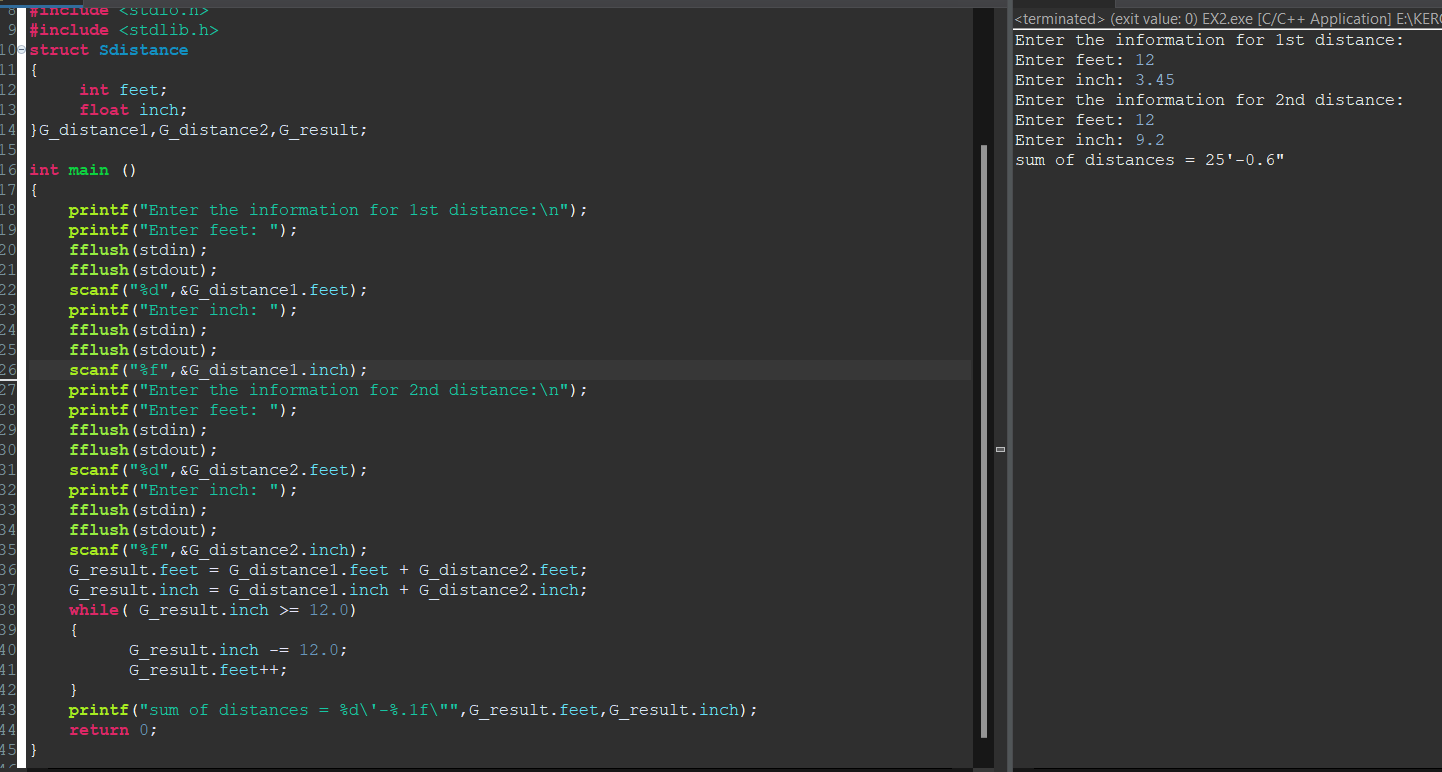 8 #include <stdio.h>
9 #include <stdlib.h>
10 struct Sdistance
11 {
12 int feet;
13 float inch;
14 }G_distance1,G_distance2,G_result;
15
16 int main ()
17 {
18 printf("Enter the information for 1st distance:\n");
19 printf("Enter feet: ");
20 fflush(stdin);
21 fflush(stdout);
22 scanf("%d",&G_distance1.feet);
23 printf("Enter inch: ");
24 fflush(stdin);
25 fflush(stdout);
26 scanf("%f",&G_distance1.inch);
27 printf("Enter the information for 2nd distance:\n");
28 printf("Enter feet: ");
29 fflush(stdin);
30 fflush(stdout);
31 scanf("%d",&G_distance2.feet);
32 printf("Enter inch: ");
33 fflush(stdin);
34 fflush(stdout);
35 scanf("%f",&G_distance2.inch);
36 G_result.feet = G_distance1.feet + G_distance2.feet;
37 G_result.inch = G_distance1.inch + G_distance2.inch;
38 while( G_result.inch >= 12.0)
39 {
40 G_result.inch -= 12.0;
41 G_result.feet++;
42 }
43 printf("sum of distances = %d\'-%.1f\"",G_result.feet,G_result.inch);
44 return 0;
45 }
<terminated> (exit value: 0) EX2.exe [C/C++ Application] E:\KERO
Enter the information for 1st distance:
Enter feet: 12
Enter inch: 3.45
Enter the information for 2nd distance:
Enter feet: 12
Enter inch: 9.2
sum of distances = 25'-0.6"